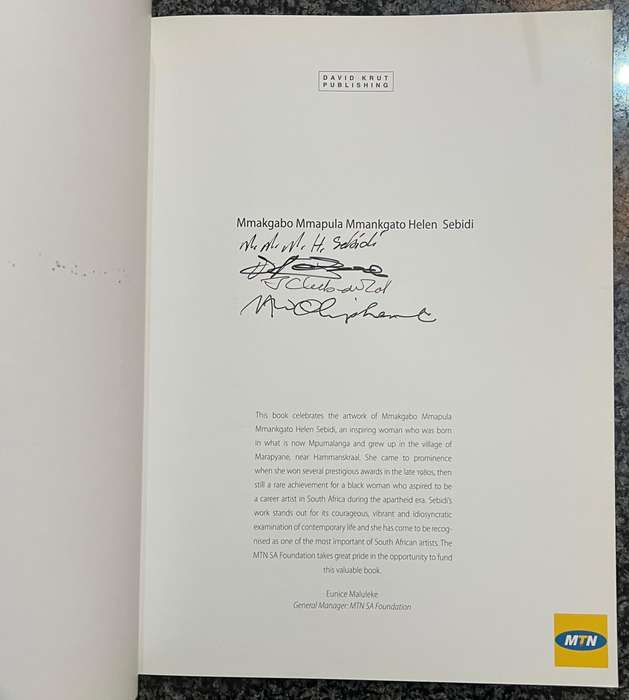 DAVID KRUT
PUBLISHING
Mmakgabo Mmapula Mmankgato Helen Sebidi
M. M. M. H. Sebidi
This book celebrates the artwork of Mmakgabo Mmapula
Mmankgato Helen Sebidi, an inspiring woman who was born
in what is now Mpumalanga and grew up in the village of
Marapyane, near Hammanskraal. She came to prominence
when she won several prestigious awards in the late 1980s, then
still a rare achievement for a black woman who aspired to be
a career artist in South Africa during the apartheid era. Sebidi's
work stands out for its courageous, vibrant and idiosyncratic
examination of contemporary life and she has come to be recog-
nised as one of the most important of South African artists. The
MTN SA Foundation takes great pride in the opportunity to fund
this valuable book.
Eunice Maluleke
General Manager: MTN SA Foundation
MTN